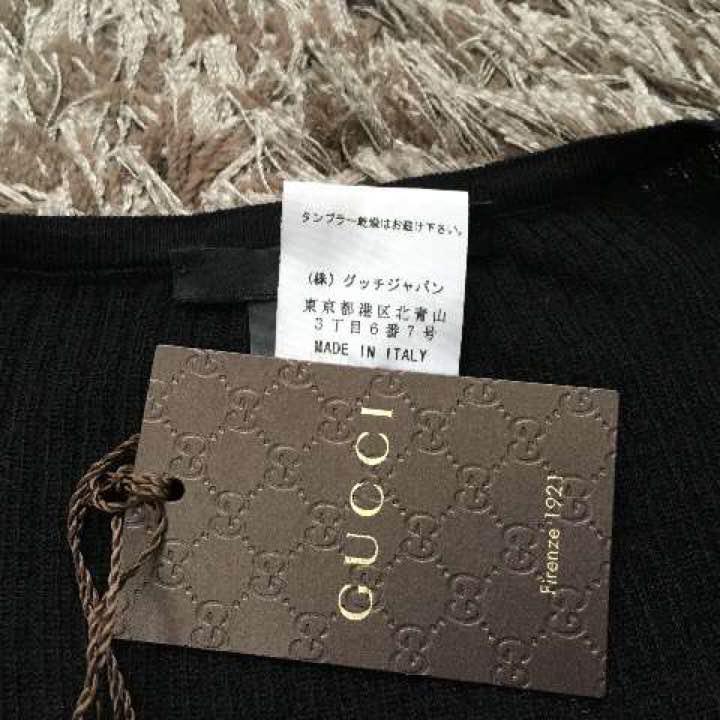 タンブラー乾燥はお避け下さい。
(株) グッチジャパン
東京都港区北青山
3丁目6番7号
MADE IN ITALY
GUCCI
Firenze 1921